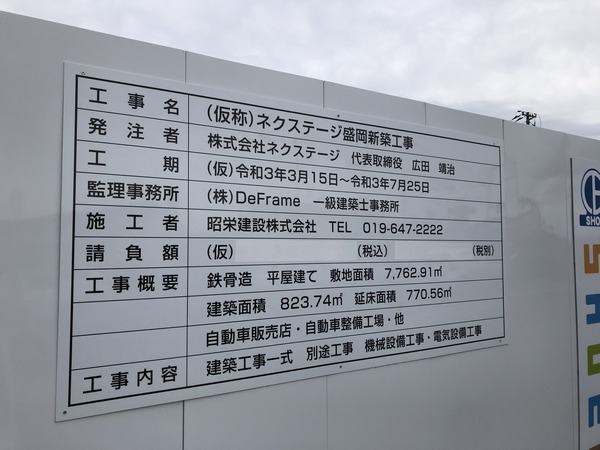 工事名 (仮称)ネクステージ盛岡新築工事
発注者 株式会社ネクステージ 代表取締役 広田 靖治
工期 (仮)令和3年3月15日～令和3年7月25日
監理事務所 (株)DeFrame 一級建築士事務所
施工者 昭栄建設株式会社 TEL 019-647-2222
請負額 (仮) (税込) (税別)
工事概要 鉄骨造 平屋建て 敷地面積 7,762.91㎡
建築面積 823.74㎡ 延床面積 770.56㎡
自動車販売店・自動車整備工場・他
工事内容 建築工事一式 別途工事 機械設備工事・電気設備工事